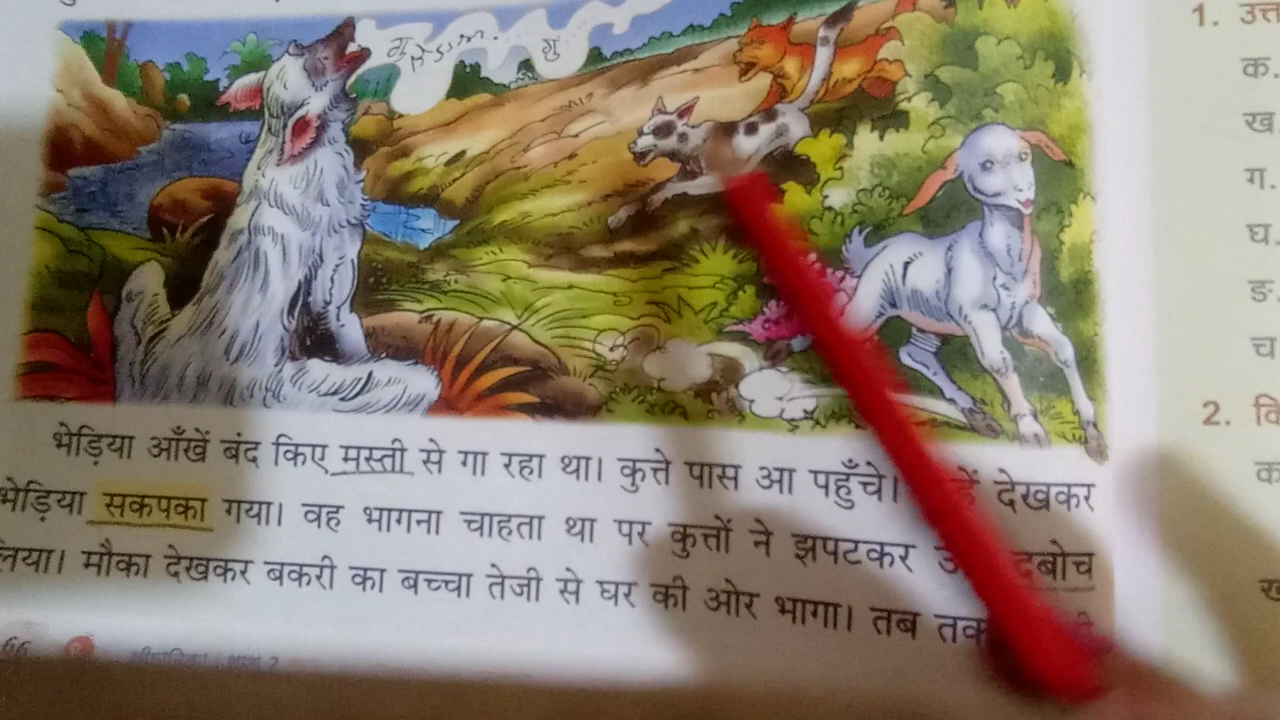 भेड़िया आँखें बंद किए मस्ती से गा रहा था। कुत्ते पास आ पहुँचे। देखकर
भेड़िया सकपका गया। वह भागना चाहता था पर कुत्तों ने झपटकर दबोच
लिया। मौका देखकर बकरी का बच्चा तेजी से घर की ओर भागा। तब तक
66
1.
क.
ख
ग.
घ.
ङ
च
2.